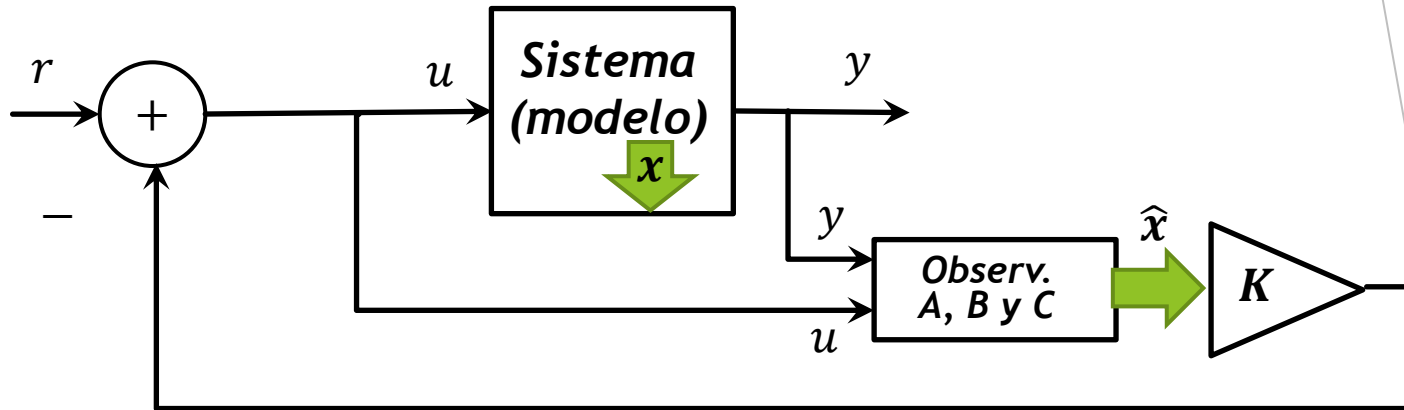 r
+
−
u
Sistema
(modelo)
x
y
y
u
Observ.
A, B y C
x̂
K